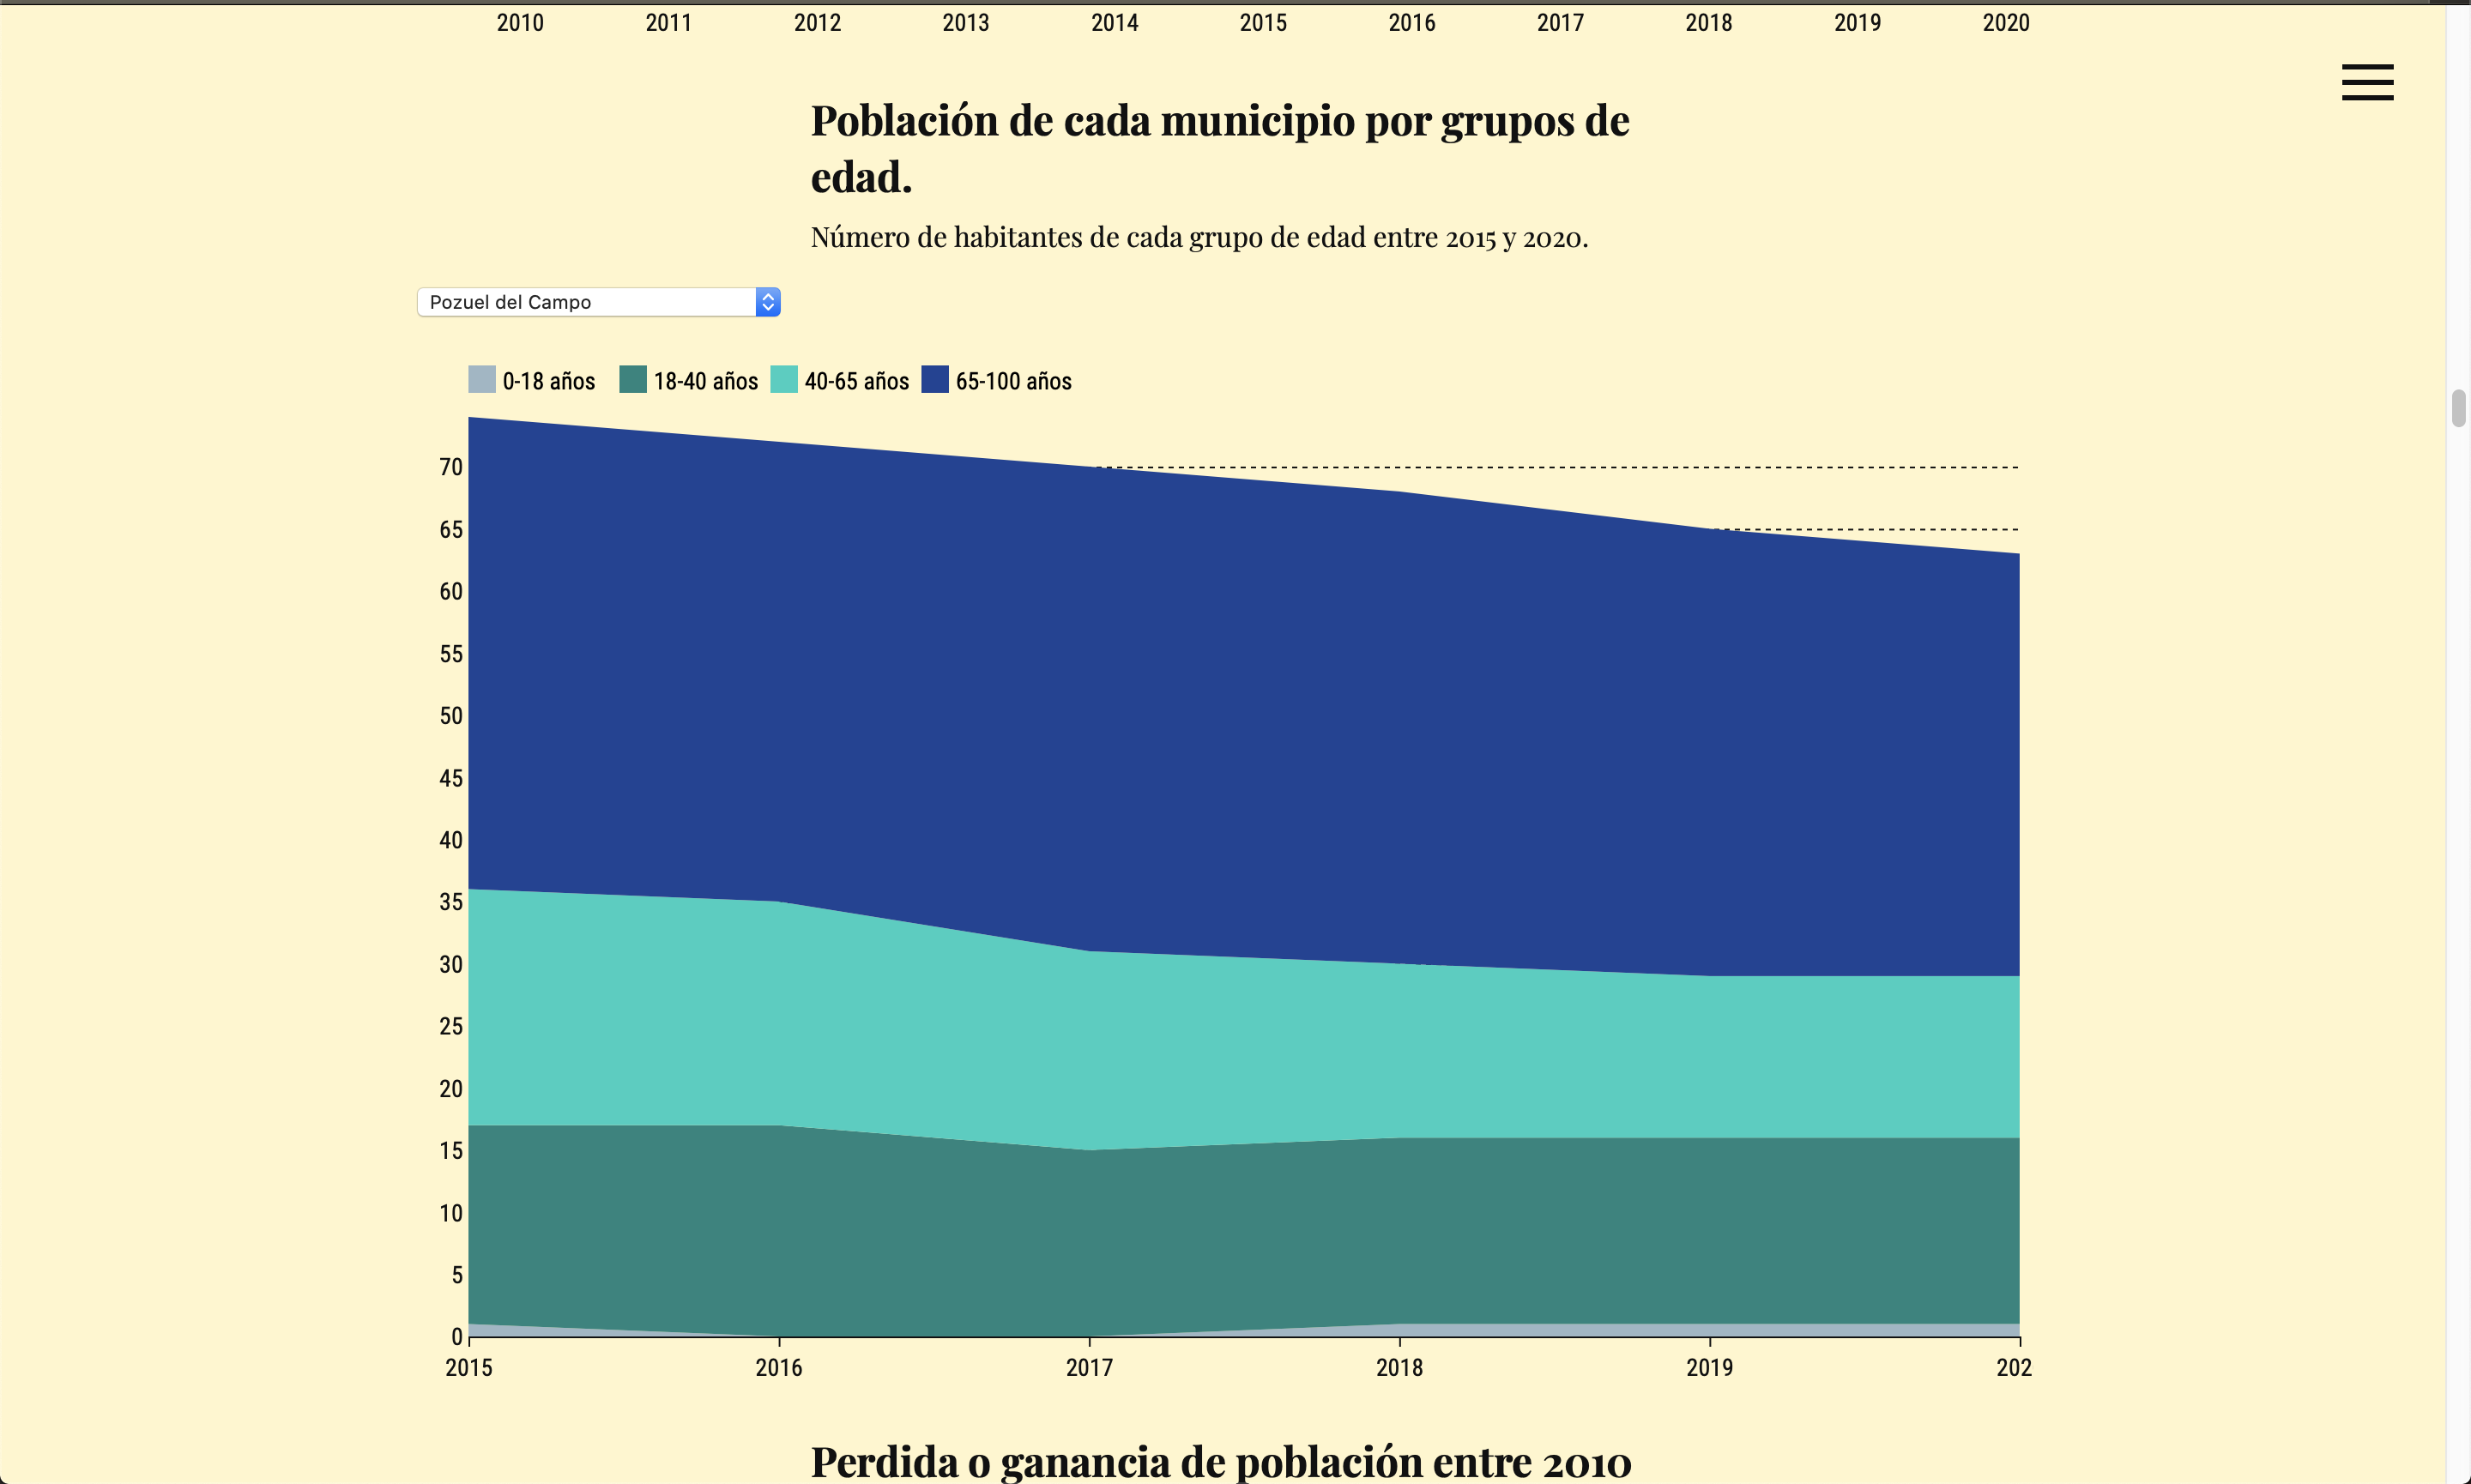 2010 2011 2012 2013 2014 2015 2016 2017 2018 2019 2020
Población de cada municipio por grupos de
edad.
Número de habitantes de cada grupo de edad entre 2015 y 2020.
Pozuel del Campo
0-18 años 18-40 años 40-65 años 65-100 años
70
65
60
55
50
45
40
35
30
25
20
15
10
5
0
2015 2016 2017 2018 2019 202
Perdida o ganancia de población entre 2010